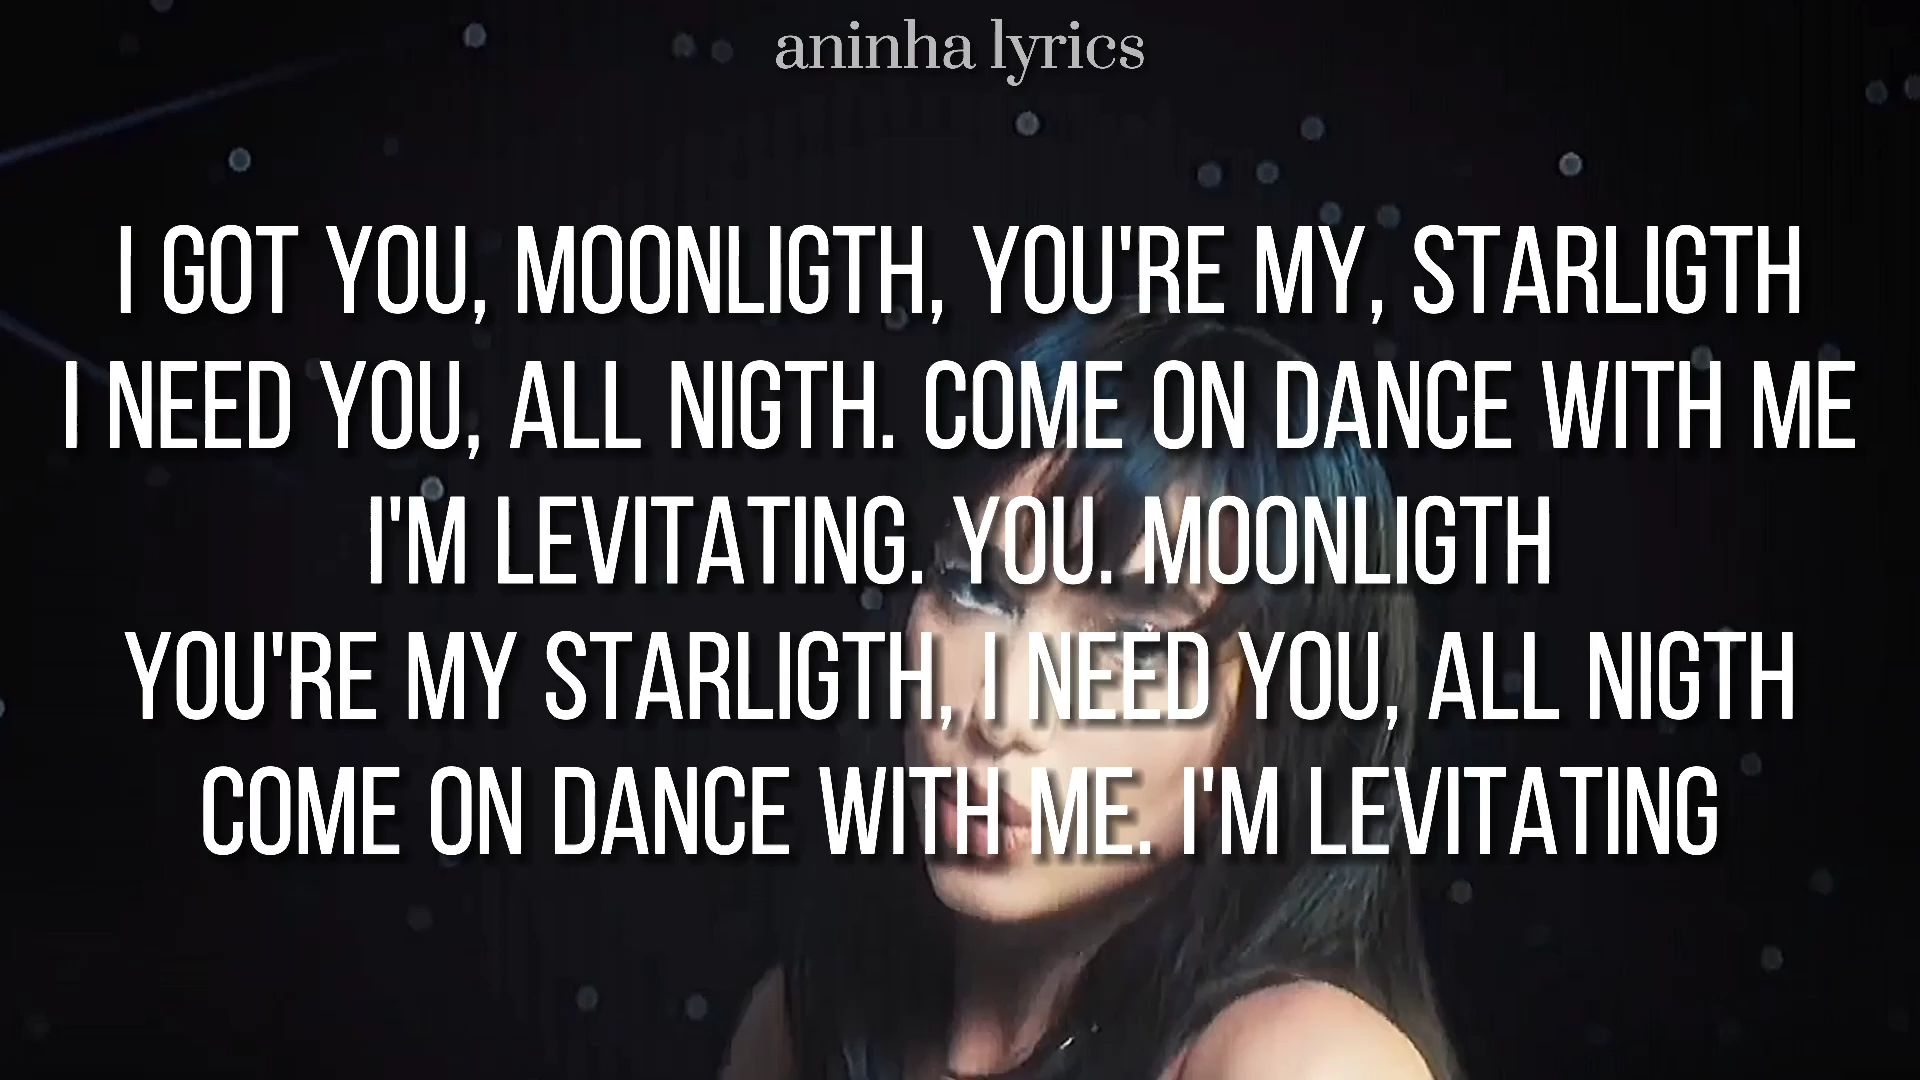 aninha lyrics
I GOT YOU, MOONLIGTH, YOU'RE MY, STARLIGTH
I NEED YOU, ALL NIGTH. COME ON DANCE WITH ME
I'M LEVITATING. YOU. MOONLIGTH
YOU'RE MY STARLIGTH, I NEED YOU, ALL NIGTH
COME ON DANCE WITH ME. I'M LEVITATING